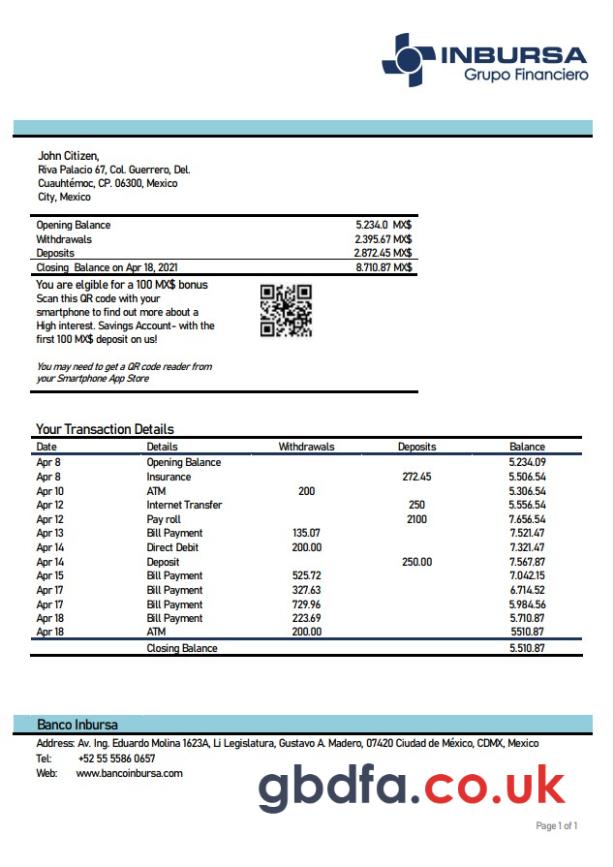 INBURSA
Grupo Financiero
John Citizen,
Riva Palacio 67, Col. Guerrero, Del.
Cuauhtémoc, CP. 06300, Mexico
City, Mexico
Opening Balance 5.234.0 MX$
Withdrawals 2.395.67 MX$
Deposits 2.872.45 MX$
Closing Balance on Apr 18, 2021 8.710.87 MX$
You are elgible for a 100 MX$ bonus
Scan this QR code with your
smartphone to find out more about a
High interest. Savings Account- with the
first 100 MX$ deposit on us!
You may need to get a QR code reader from
your Smartphone App Store
Your Transaction Details
Date Details Withdrawals Deposits Balance
Apr 8 Opening Balance 5.234.09
Apr 8 Insurance 272.45 5.506.54
Apr 10 ATM 200 5.306.54
Apr 12 Internet Transfer 250 5.556.54
Apr 12 Pay roll 2100 7.656.54
Apr 13 Bill Payment 135.07 7.521.47
Apr 14 Direct Debit 200.00 7.321.47
Apr 14 Deposit 250.00 7.567.87
Apr 15 Bill Payment 525.72 7.042.15
Apr 17 Bill Payment 327.63 6.714.52
Apr 17 Bill Payment 729.96 5.984.56
Apr 18 Bill Payment 223.69 5.710.87
Apr 18 ATM 200.00 5510.87
Closing Balance 5.510.87
Banco Inbursa
Address: Av. Ing. Eduardo Molina 1623A, Li Legislatura, Gustavo A. Madero, 07420 Ciudad de México, CDMX, Mexico
Tel: +52 55 5586 0657
Web: www.bancoinbursa.com
gbdfa.co.uk
Page 1 of 1